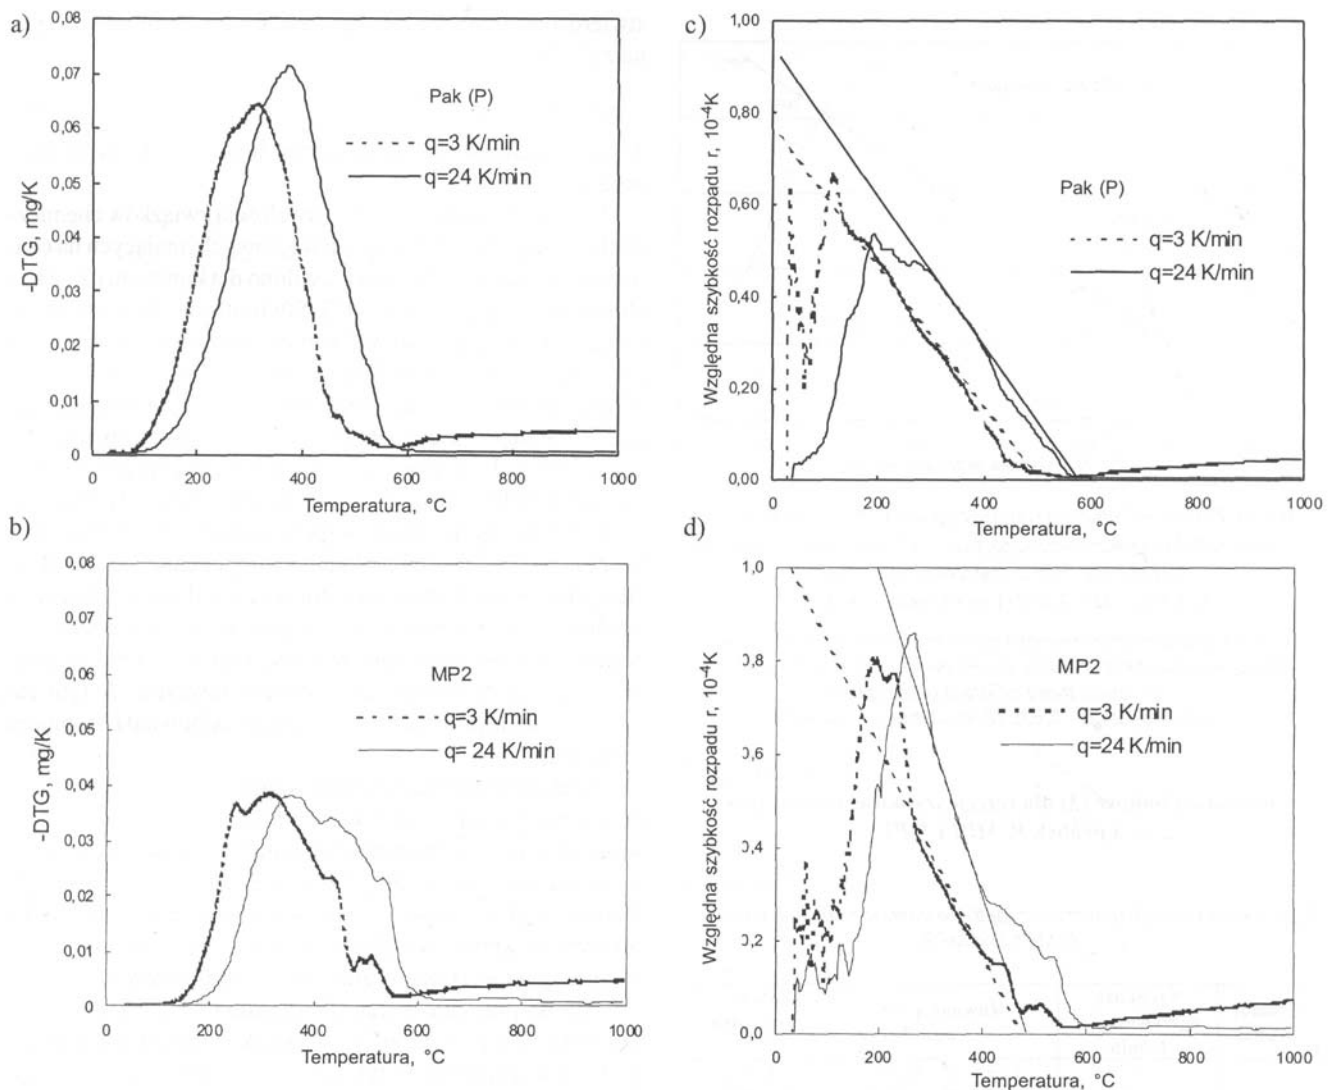 a)
0,08
0,07
0,06
0,05
0,04
0,03
0,02
0,01
0
-DTG, mg/K
Pak (P)
q=3 K/min
q=24 K/min
0
200
400
600
800
1000
Temperatura, °C
c)
1,00
0,80
0,60
0,40
0,20
0,00
Względna szybkość rozpadu r, 10⁻⁴K
Pak (P)
q=3 K/min
q=24 K/min
0
200
400
600
800
1000
Temperatura, °C
b)
0,08
0,07
0,06
0,05
0,04
0,03
0,02
0,01
0
-DTG, mg/K
MP2
q=3 K/min
q= 24 K/min
0
200
400
600
800
1000
Temperatura, °C
d)
1,0
0,8
0,6
0,4
0,2
0,0
Względna szybkość rozpadu r, 10⁻⁴K
MP2
q=3 K/min
q=24 K/min
0
200
400
600
800
1000
Temperatura, °C